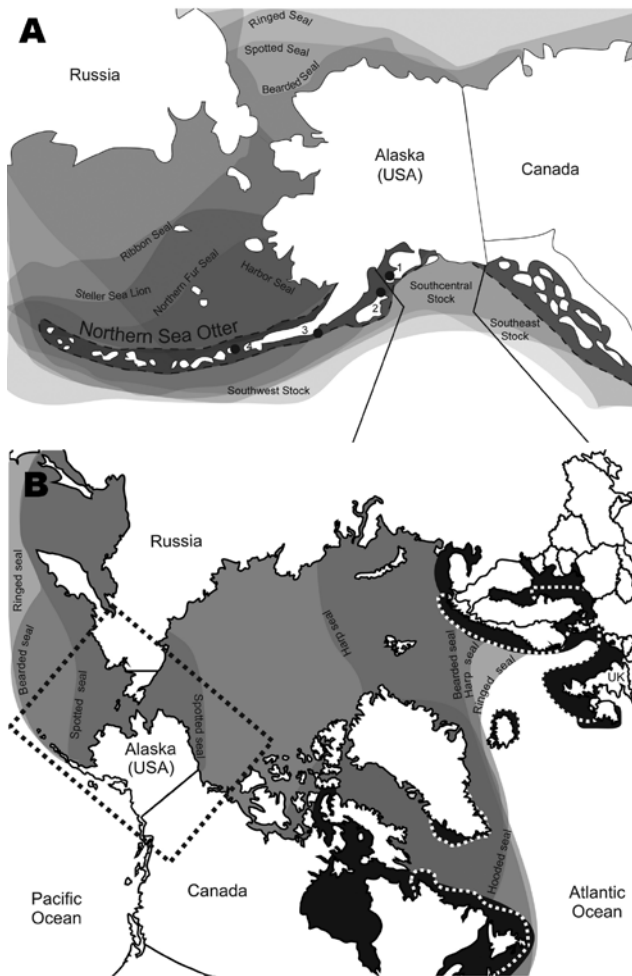 A
Ringed Seal
Spotted Seal
Bearded Seal
Russia
Alaska
(USA)
Canada
Ribbon Seal
Northern Fur Seal
Harbor Seal
Steller Sea Lion
Northern Sea Otter
1
2
3
4
Southcentral
Stock
Southeast
Stock
Southwest Stock
B
Russia
Ringed seal
Bearded seal
Spotted seal
Harp seal
Spotted seal
Bearded seal
Harp seal
Ringed seal
UK
Alaska
(USA)
Hooded seal
Pacific
Ocean
Canada
Atlantic
Ocean